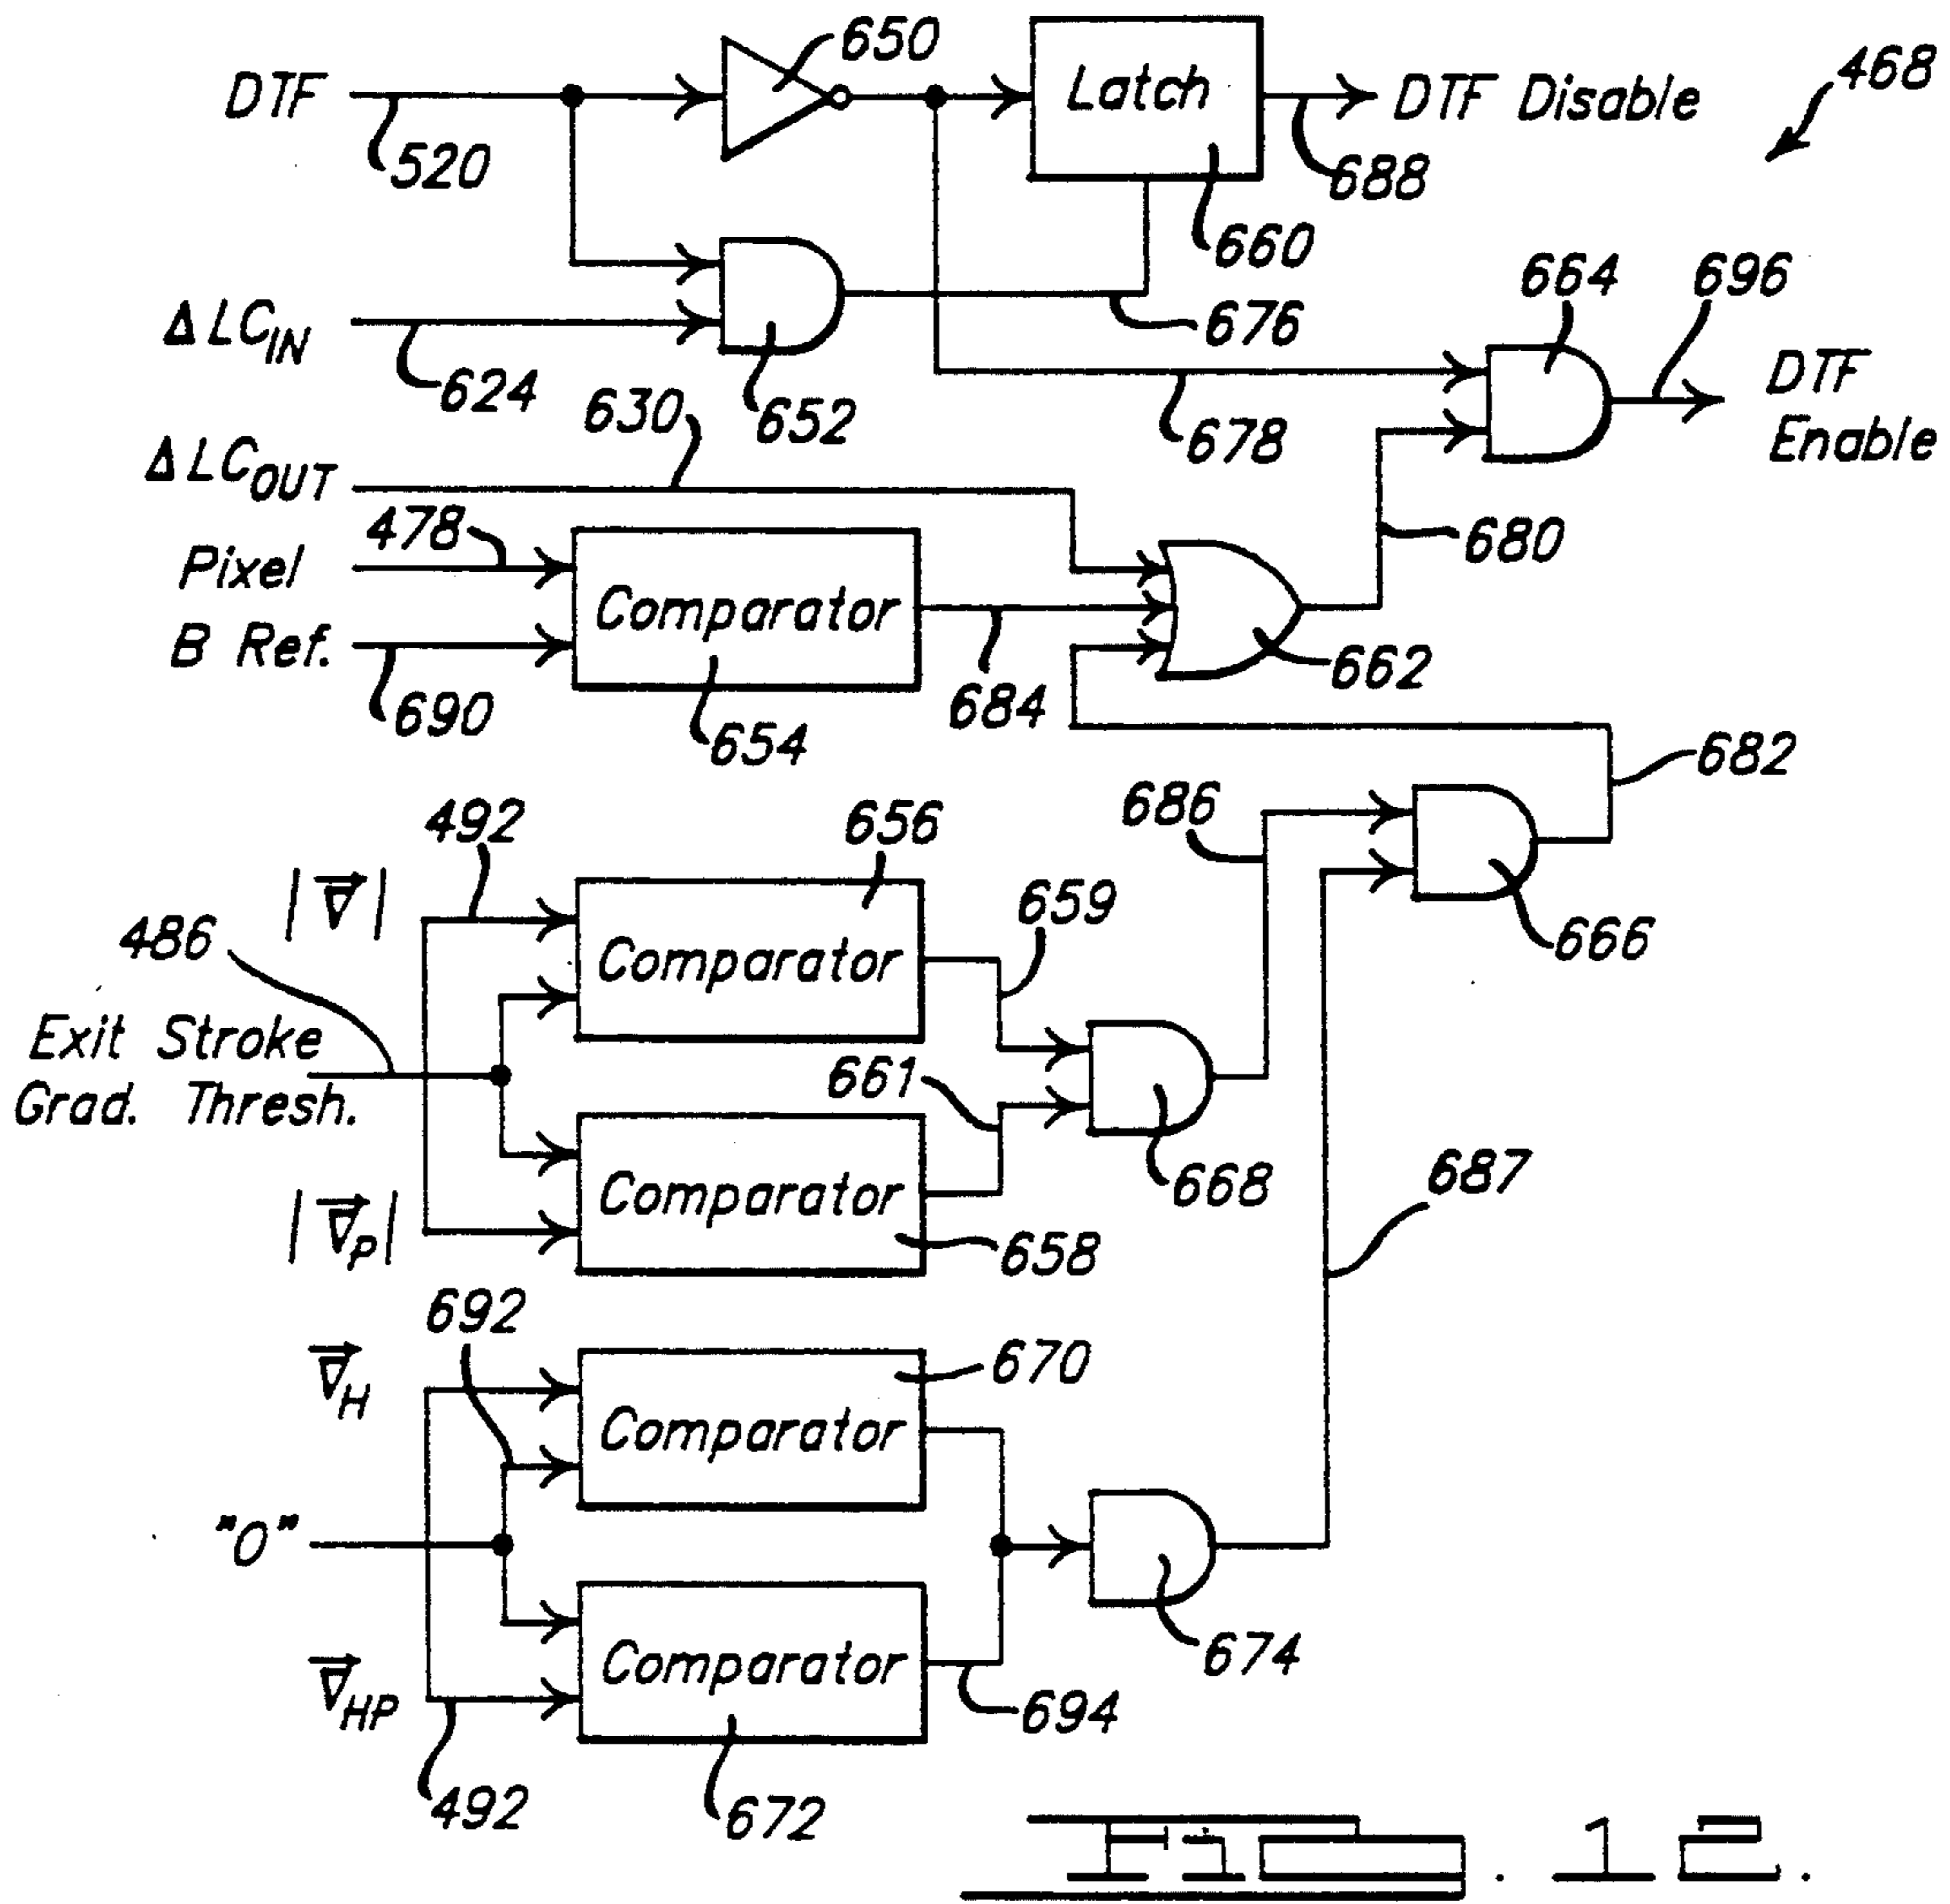 650
468
DTF
Latch
DTF Disable
520
688
660
664
696
ΔLC_IN
676
624
652
630
678
DTF
Enable
ΔLC_OUT
478
680
Pixel
Comparator
B Ref.
662
690
684
654
682
686
492
656
|∇⃗|
659
486
Comparator
666
Exit Stroke
Grad. Thresh.
661
668
687
Comparator
|∇⃗_P|
658
692
∇⃗_H
670
Comparator
"0"
674
Comparator
∇⃗_HP
694
492
672
FIG. 12.